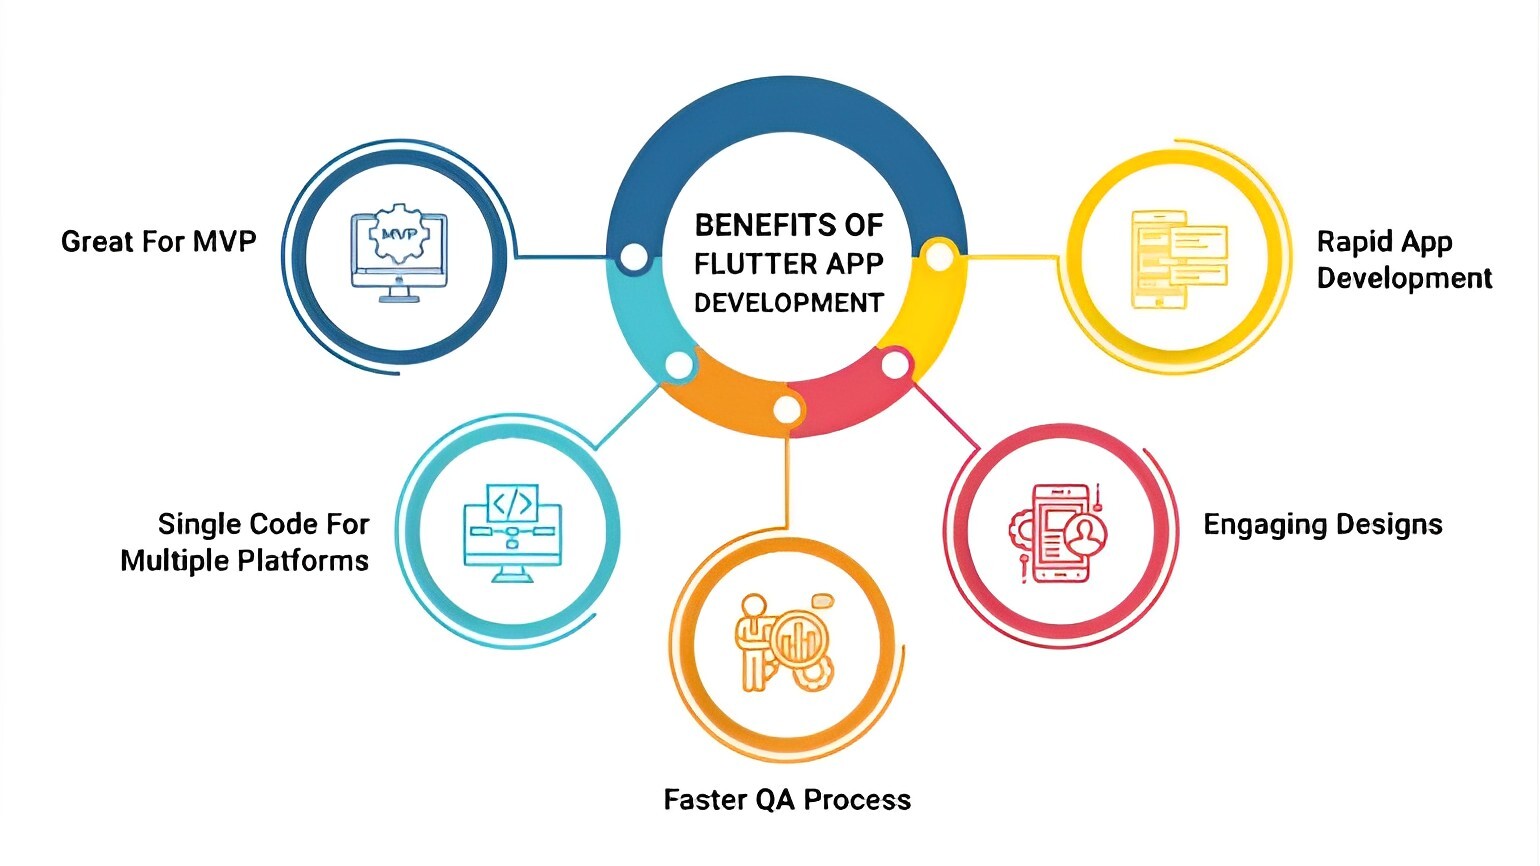 BENEFITS OF
FLUTTER APP
DEVELOPMENT
Great For MVP
MVP
Rapid App
Development
Single Code For
Multiple Platforms
</>
Engaging Designs
Faster QA Process